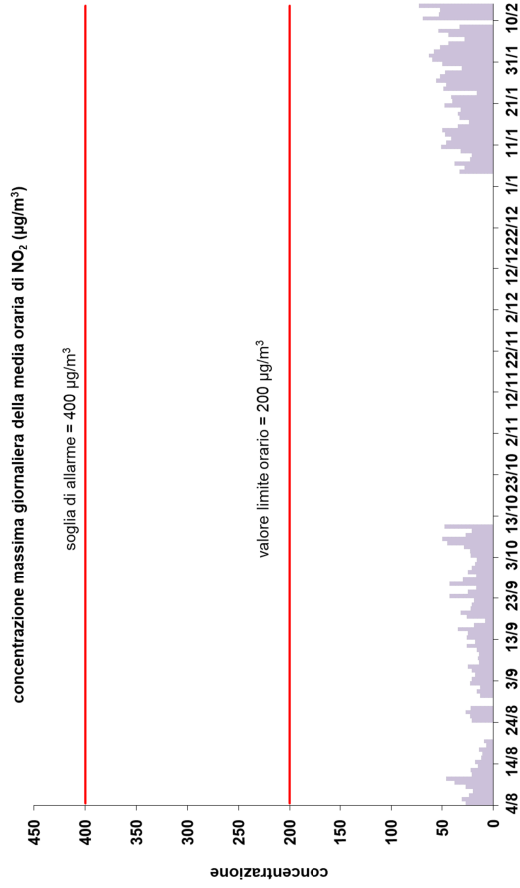 concentrazione massima giornaliera della media oraria di NO₂ (µg/m³)
450
400
350
300
250
200
150
100
50
0
concentrazione
soglia di allarme = 400 µg/m³
valore limite orario = 200 µg/m³
4/8 14/8 24/8 3/9 13/9 23/9 3/10 13/10 23/10 2/11 12/11 22/11 2/12 12/12 22/12 1/1 11/1 21/1 31/1 10/2